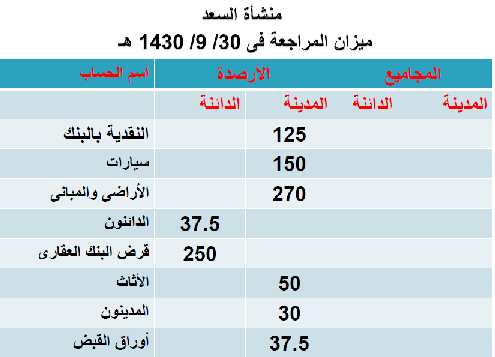 منشأة السعد
ميزان المراجعة فى 30/ 9/ 1430 هـ
أسم الحساب الارصدة المجاميع
الدائنة المدينة الدائنة المدينة
النقدية بالبنك 125
سيارات 150
الأراضى والمبانى 270
الدائنون 37.5
قرض البنك العقارى 250
الأثاث 50
المدينون 30
أوراق القبض 37.5